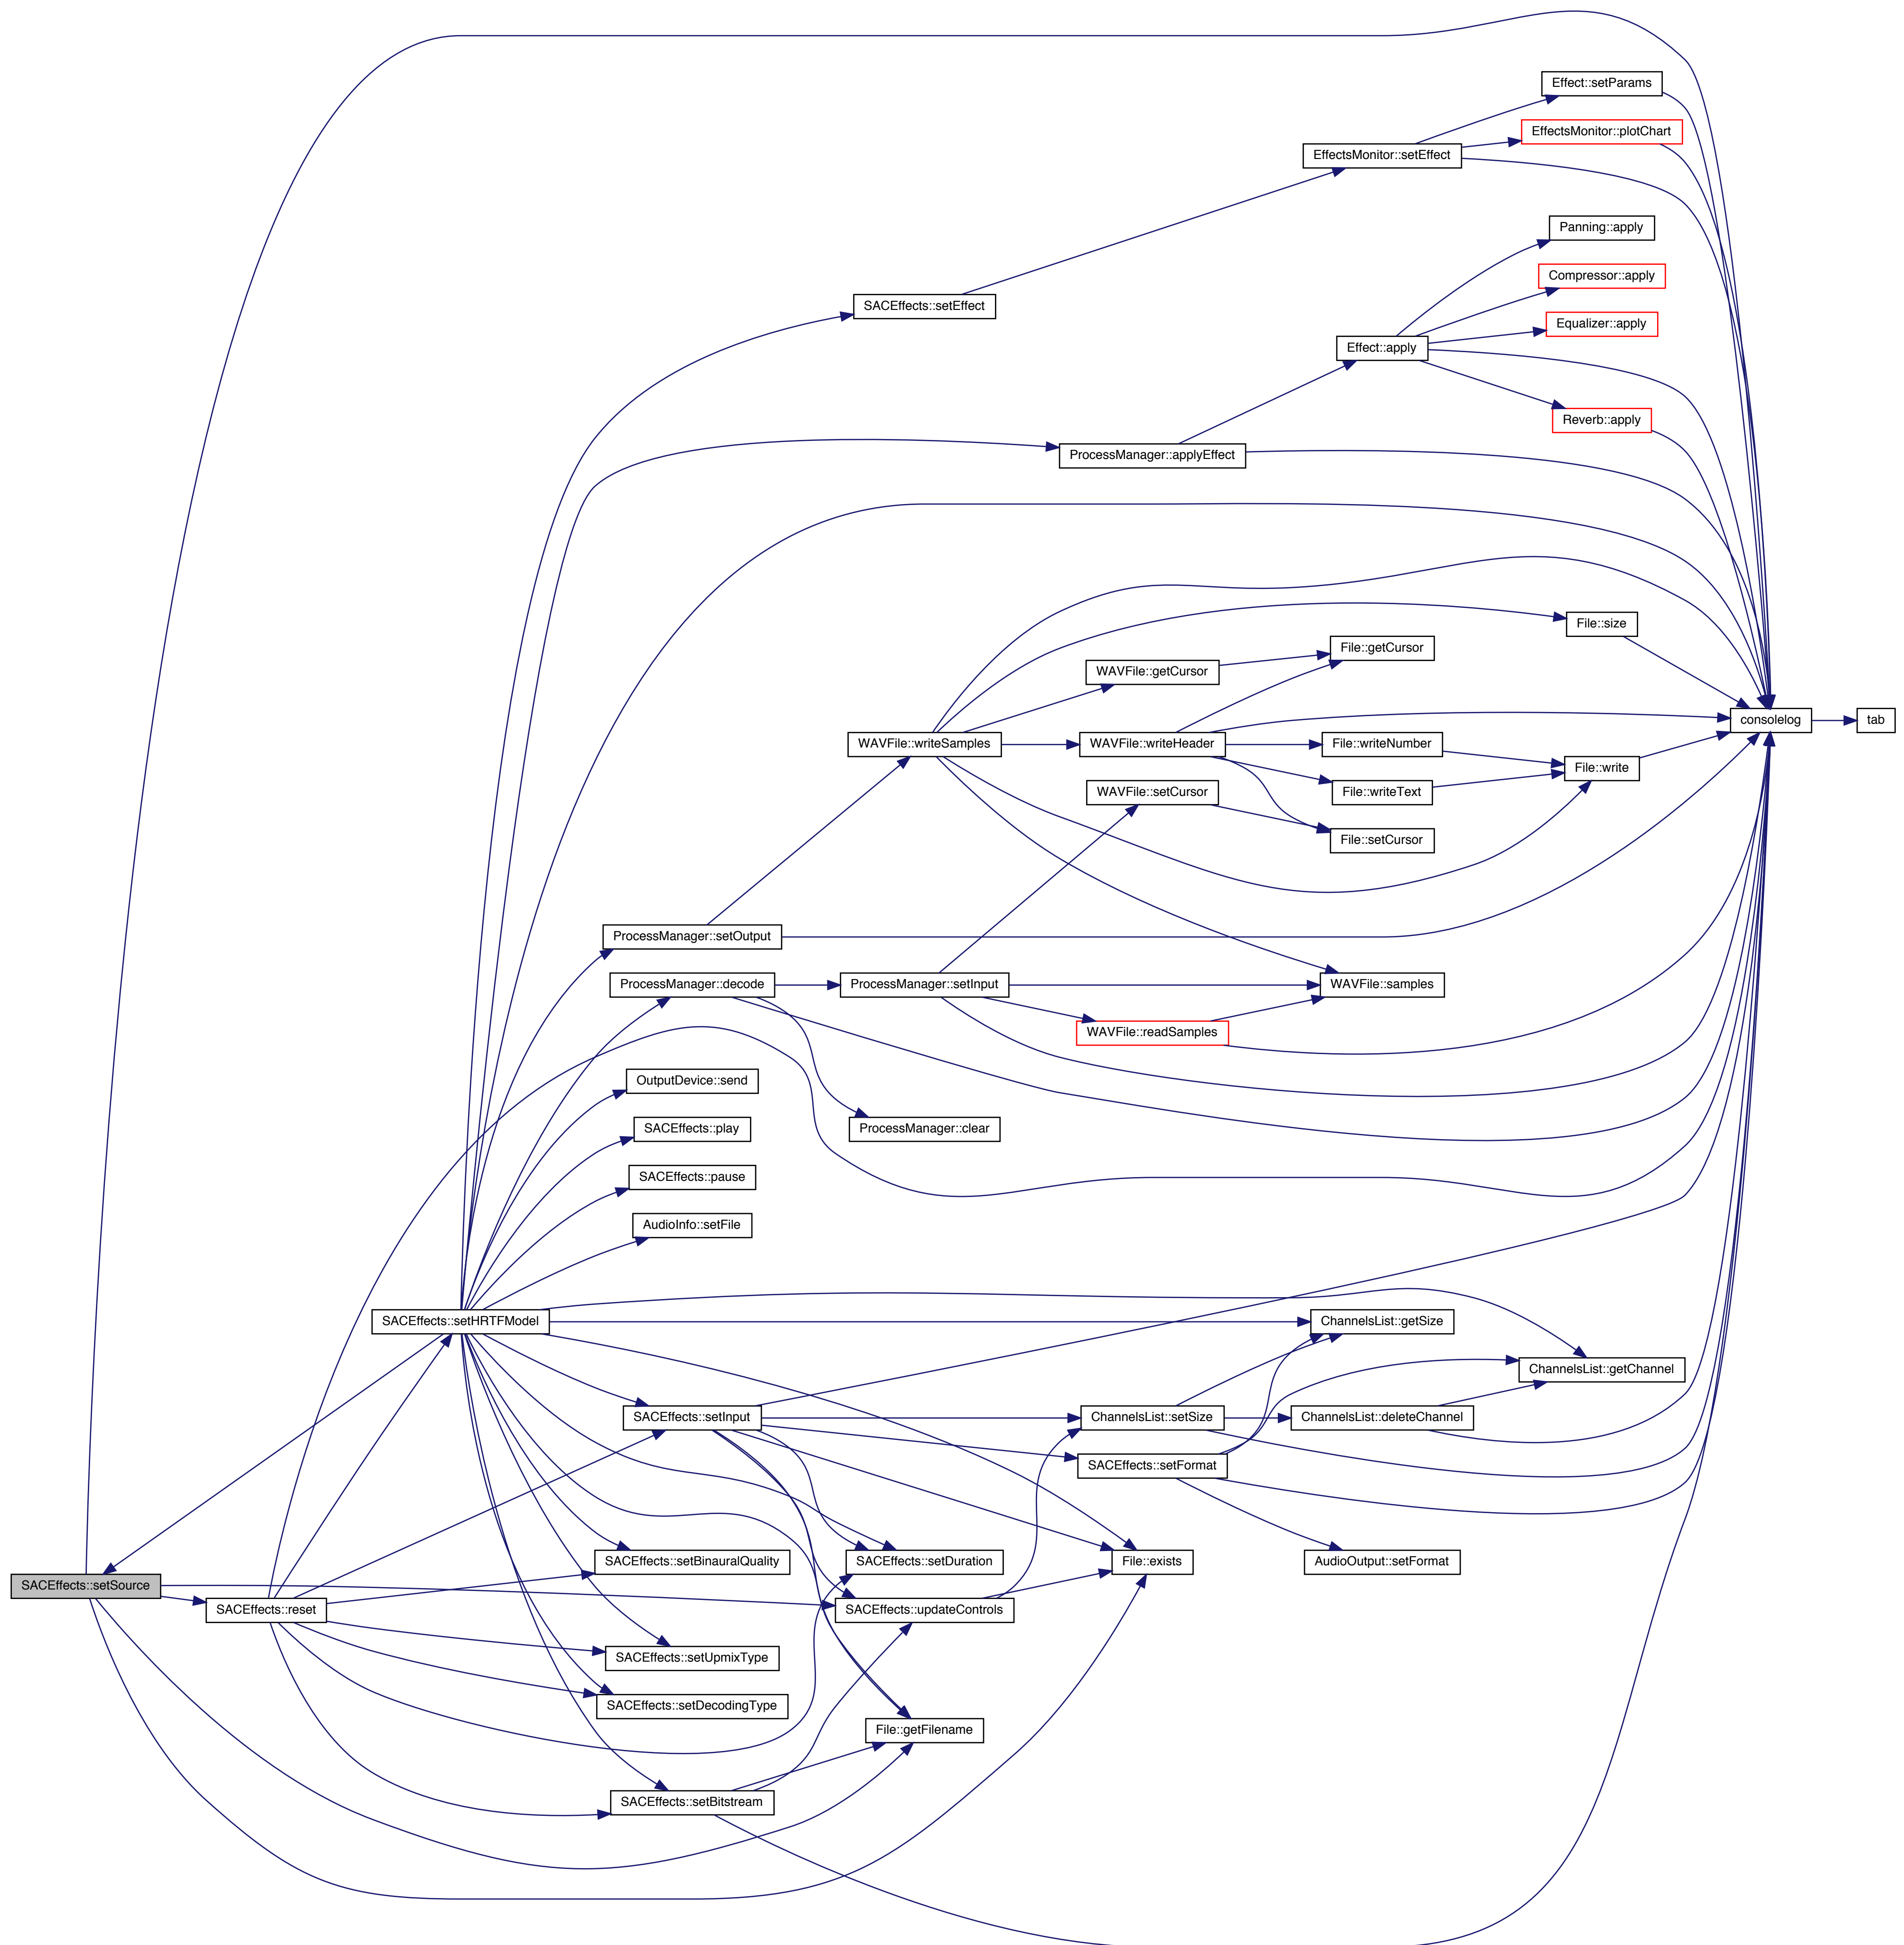 Effect::setParams
EffectsMonitor::plotChart
EffectsMonitor::setEffect
Panning::apply
Compressor::apply
SACEffects::setEffect
Equalizer::apply
Effect::apply
Reverb::apply
ProcessManager::applyEffect
File::size
File::getCursor
WAVFile::getCursor
consolelog
tab
WAVFile::writeSamples
WAVFile::writeHeader
File::writeNumber
File::write
WAVFile::setCursor
File::writeText
File::setCursor
ProcessManager::setOutput
ProcessManager::decode
ProcessManager::setInput
WAVFile::samples
WAVFile::readSamples
OutputDevice::send
SACEffects::play
ProcessManager::clear
SACEffects::pause
AudioInfo::setFile
SACEffects::setHRTFModel
ChannelsList::getSize
ChannelsList::getChannel
SACEffects::setInput
ChannelsList::setSize
ChannelsList::deleteChannel
SACEffects::setFormat
SACEffects::setBinauralQuality
SACEffects::setDuration
File::exists
AudioOutput::setFormat
SACEffects::setSource
SACEffects::reset
SACEffects::updateControls
SACEffects::setUpmixType
SACEffects::setDecodingType
File::getFilename
SACEffects::setBitstream